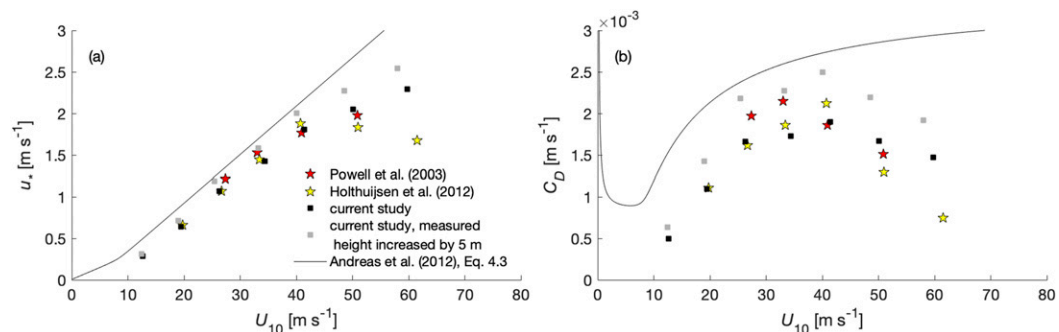 (a)
3
2.5
2
1.5
1
0.5
0
u* [m s-1]
0 10 20 30 40 50 60 70 80
U10 [m s-1]
Powell et al. (2003)
Holthuijsen et al. (2012)
current study
current study, measured
height increased by 5 m
Andreas et al. (2012), Eq. 4.3
×10-3
(b)
3
2.5
2
1.5
1
0.5
0
CD [m s-1]
0 10 20 30 40 50 60 70 80
U10 [m s-1]